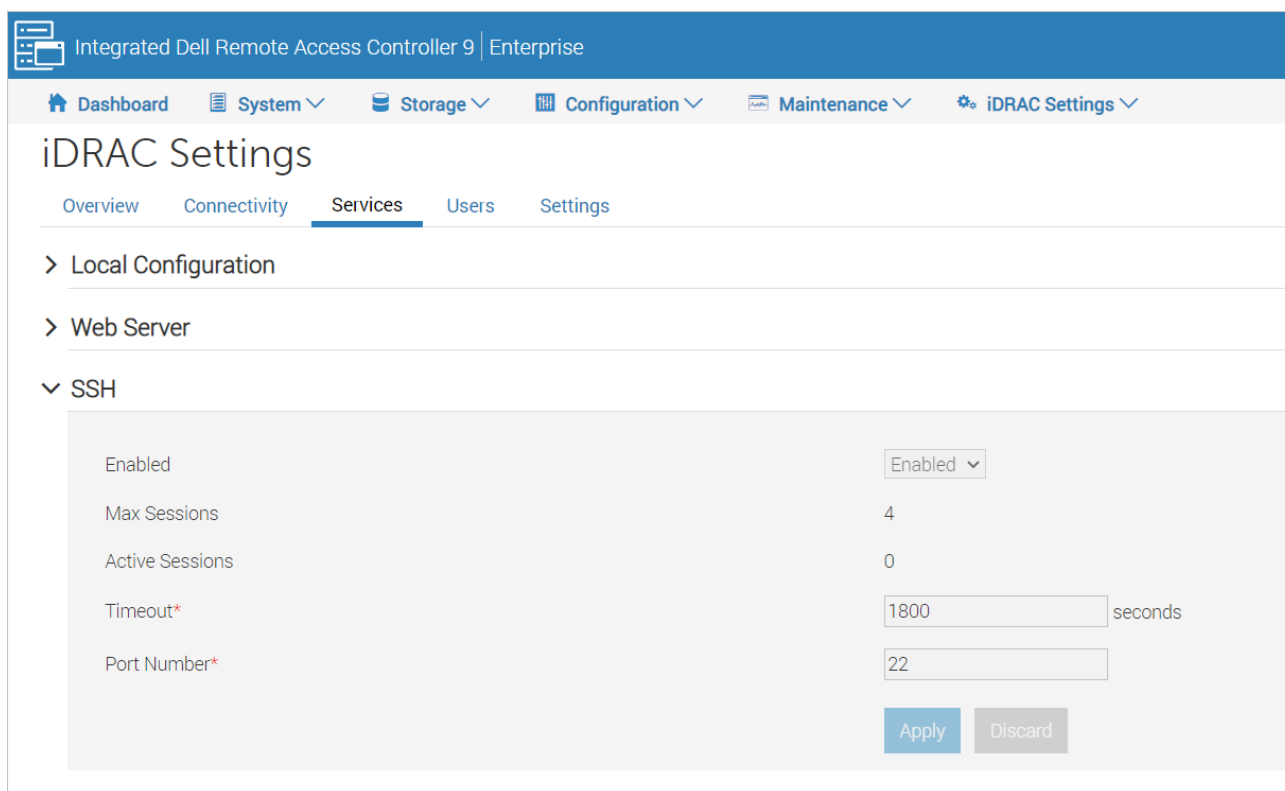 Integrated Dell Remote Access Controller 9 | Enterprise
Dashboard System Storage Configuration Maintenance iDRAC Settings
iDRAC Settings
Overview Connectivity Services Users Settings
Local Configuration
Web Server
SSH
Enabled Enabled
Max Sessions 4
Active Sessions 0
Timeout* 1800 seconds
Port Number* 22
Apply Discard